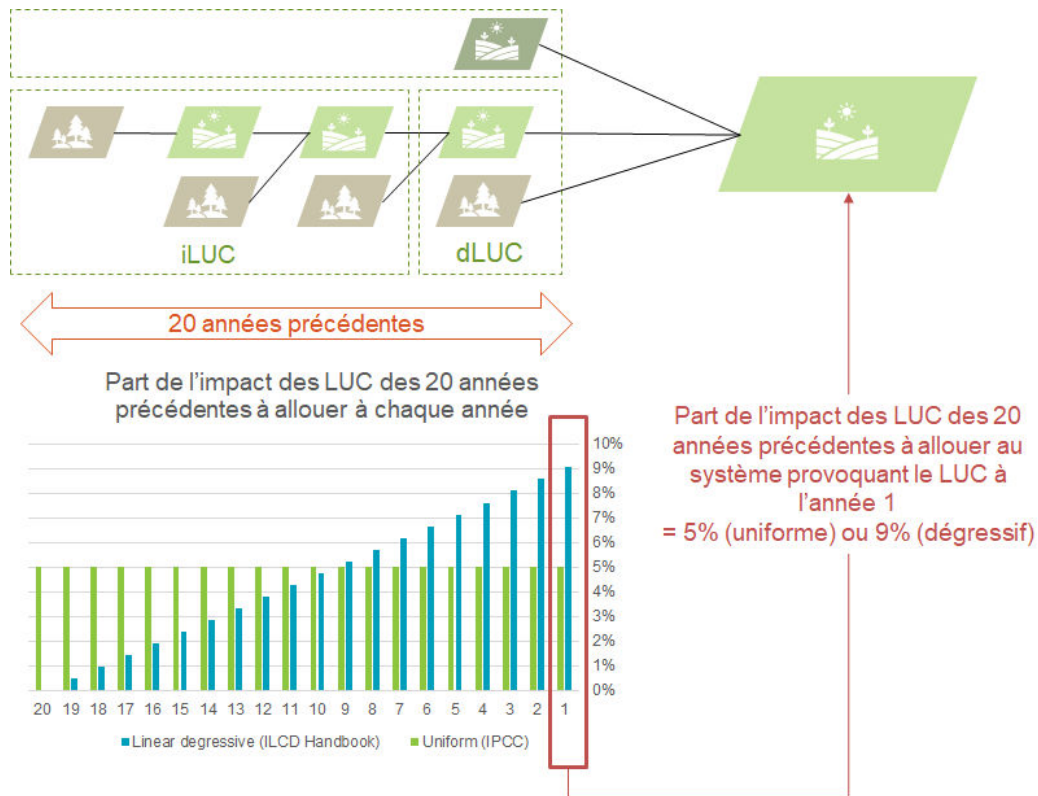 iLUC
dLUC
20 années précédentes
Part de l'impact des LUC des 20 années
précédentes à allouer à chaque année
10%
9%
8%
7%
6%
5%
4%
3%
2%
1%
0%
20 19 18 17 16 15 14 13 12 11 10 9 8 7 6 5 4 3 2 1
Linear degressive (ILCD Handbook) Uniform (IPCC)
Part de l'impact des LUC des 20
années précédentes à allouer au
système provoquant le LUC à
l'année 1
= 5% (uniforme) ou 9% (dégressif)